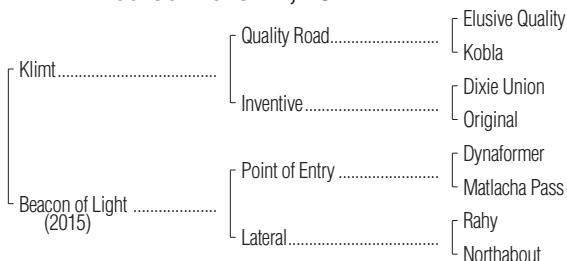 Elusive Quality
Quality Road
Kobla
Klimt
Dixie Union
Inventive
Original
Dynaformer
Point of Entry
Matlacha Pass
Beacon of Light
(2015)
Rahy
Lateral
Northabout